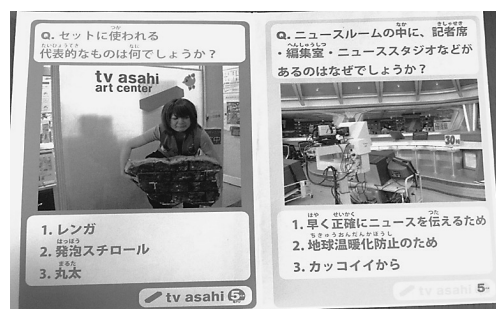 Q. セットに使われる
代表的なものは何でしょうか？
tv asahi
art center
1. レンガ
2. 発泡スチロール
3. 丸太
tv asahi 5
Q. ニュースルームの中に、記者席
・編集室・ニューススタジオなどが
あるのはなぜでしょうか？
1. 早く正確にニュースを伝えるため
2. 地球温暖化防止のため
3. カッコイイから
tv asahi 5